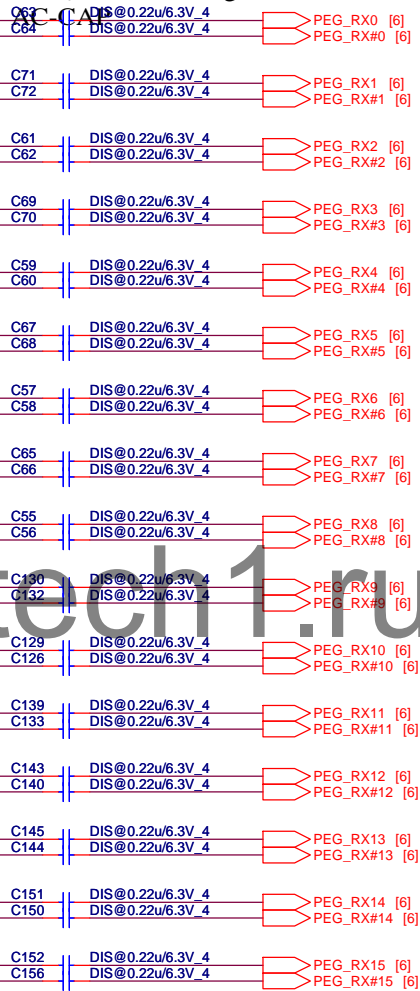 AC-CAP
C63 DIS@0.22u/6.3V_4 PEG_RX0 [6]
C64 DIS@0.22u/6.3V_4 PEG_RX#0 [6]
C71 DIS@0.22u/6.3V_4 PEG_RX1 [6]
C72 DIS@0.22u/6.3V_4 PEG_RX#1 [6]
C61 DIS@0.22u/6.3V_4 PEG_RX2 [6]
C62 DIS@0.22u/6.3V_4 PEG_RX#2 [6]
C69 DIS@0.22u/6.3V_4 PEG_RX3 [6]
C70 DIS@0.22u/6.3V_4 PEG_RX#3 [6]
C59 DIS@0.22u/6.3V_4 PEG_RX4 [6]
C60 DIS@0.22u/6.3V_4 PEG_RX#4 [6]
C67 DIS@0.22u/6.3V_4 PEG_RX5 [6]
C68 DIS@0.22u/6.3V_4 PEG_RX#5 [6]
C57 DIS@0.22u/6.3V_4 PEG_RX6 [6]
C58 DIS@0.22u/6.3V_4 PEG_RX#6 [6]
C65 DIS@0.22u/6.3V_4 PEG_RX7 [6]
C66 DIS@0.22u/6.3V_4 PEG_RX#7 [6]
C55 DIS@0.22u/6.3V_4 PEG_RX8 [6]
C56 DIS@0.22u/6.3V_4 PEG_RX#8 [6]
tech1.ru
C130 DIS@0.22u/6.3V_4 PEG_RX9 [6]
C132 DIS@0.22u/6.3V_4 PEG_RX#9 [6]
C129 DIS@0.22u/6.3V_4 PEG_RX10 [6]
C126 DIS@0.22u/6.3V_4 PEG_RX#10 [6]
C139 DIS@0.22u/6.3V_4 PEG_RX11 [6]
C133 DIS@0.22u/6.3V_4 PEG_RX#11 [6]
C143 DIS@0.22u/6.3V_4 PEG_RX12 [6]
C140 DIS@0.22u/6.3V_4 PEG_RX#12 [6]
C145 DIS@0.22u/6.3V_4 PEG_RX13 [6]
C144 DIS@0.22u/6.3V_4 PEG_RX#13 [6]
C151 DIS@0.22u/6.3V_4 PEG_RX14 [6]
C150 DIS@0.22u/6.3V_4 PEG_RX#14 [6]
C152 DIS@0.22u/6.3V_4 PEG_RX15 [6]
C156 DIS@0.22u/6.3V_4 PEG_RX#15 [6]